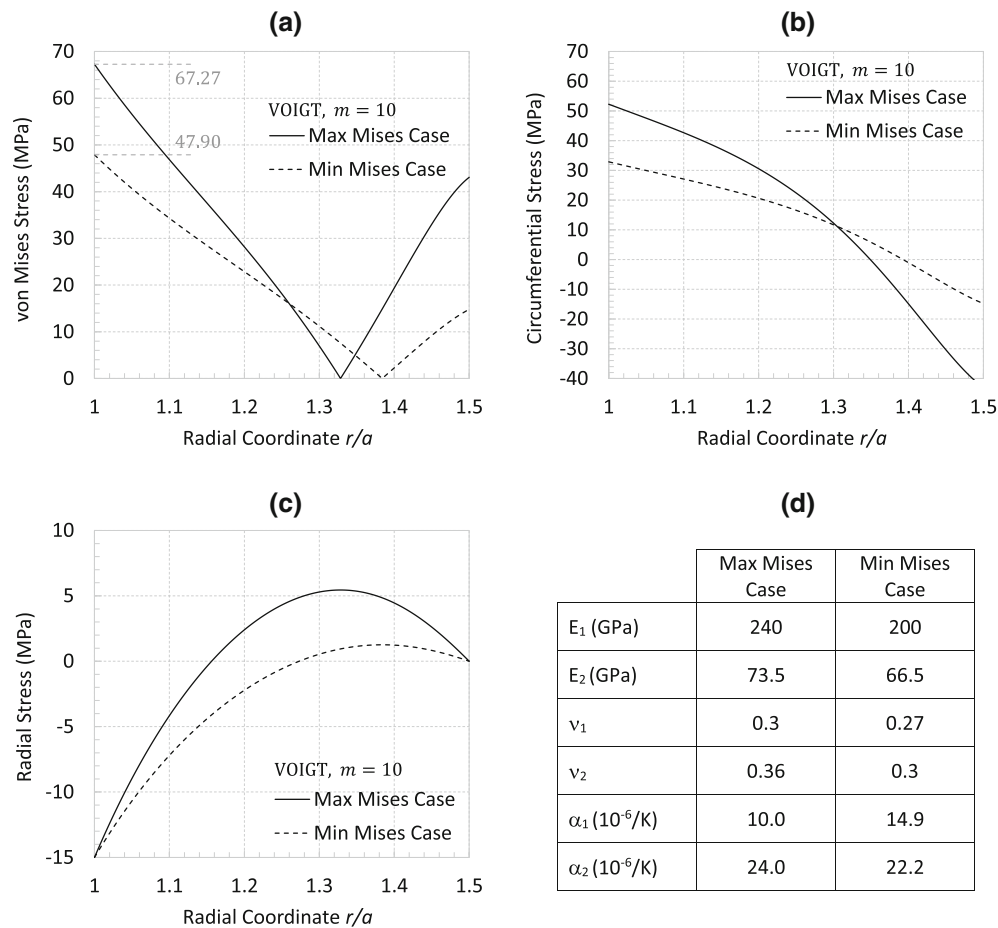 (a)
von Mises Stress (MPa)
70
60
50
40
30
20
10
0
67.27
47.90
VOIGT, m = 10
Max Mises Case
Min Mises Case
1 1.1 1.2 1.3 1.4 1.5
Radial Coordinate r/a
(b)
Circumferential Stress (MPa)
70
60
50
40
30
20
10
0
-10
-20
-30
-40
VOIGT, m = 10
Max Mises Case
Min Mises Case
1 1.1 1.2 1.3 1.4 1.5
Radial Coordinate r/a
(c)
Radial Stress (MPa)
10
5
0
-5
-10
-15
VOIGT, m = 10
Max Mises Case
Min Mises Case
1 1.1 1.2 1.3 1.4 1.5
Radial Coordinate r/a
(d)
Max Mises Case Min Mises Case
E₁ (GPa) 240 200
E₂ (GPa) 73.5 66.5
ν₁ 0.3 0.27
ν₂ 0.36 0.3
α₁ (10⁻⁶/K) 10.0 14.9
α₂ (10⁻⁶/K) 24.0 22.2